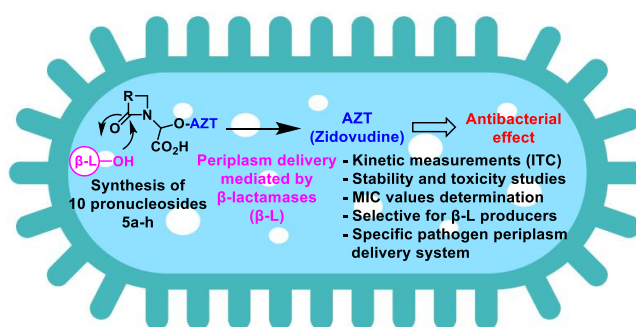 R
N
O
O-AZT
CO2H
β-L
OH
Synthesis of
10 pronucleosides
5a-h
Periplasm delivery
mediated by
β-lactamases
(β-L)
AZT
(Zidovudine)
Antibacterial
effect
- Kinetic measurements (ITC)
- Stability and toxicity studies
- MIC values determination
- Selective for β-L producers
- Specific pathogen periplasm
delivery system